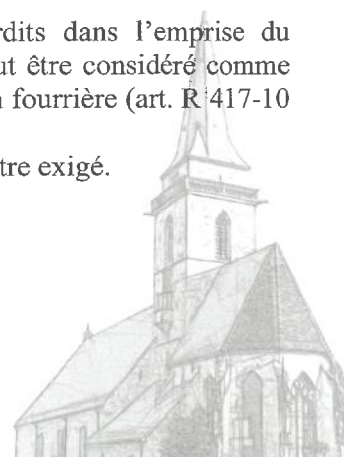 rdits dans l’emprise du
ut être considéré comme
fourrière (art. R 417-10
tre exigé.